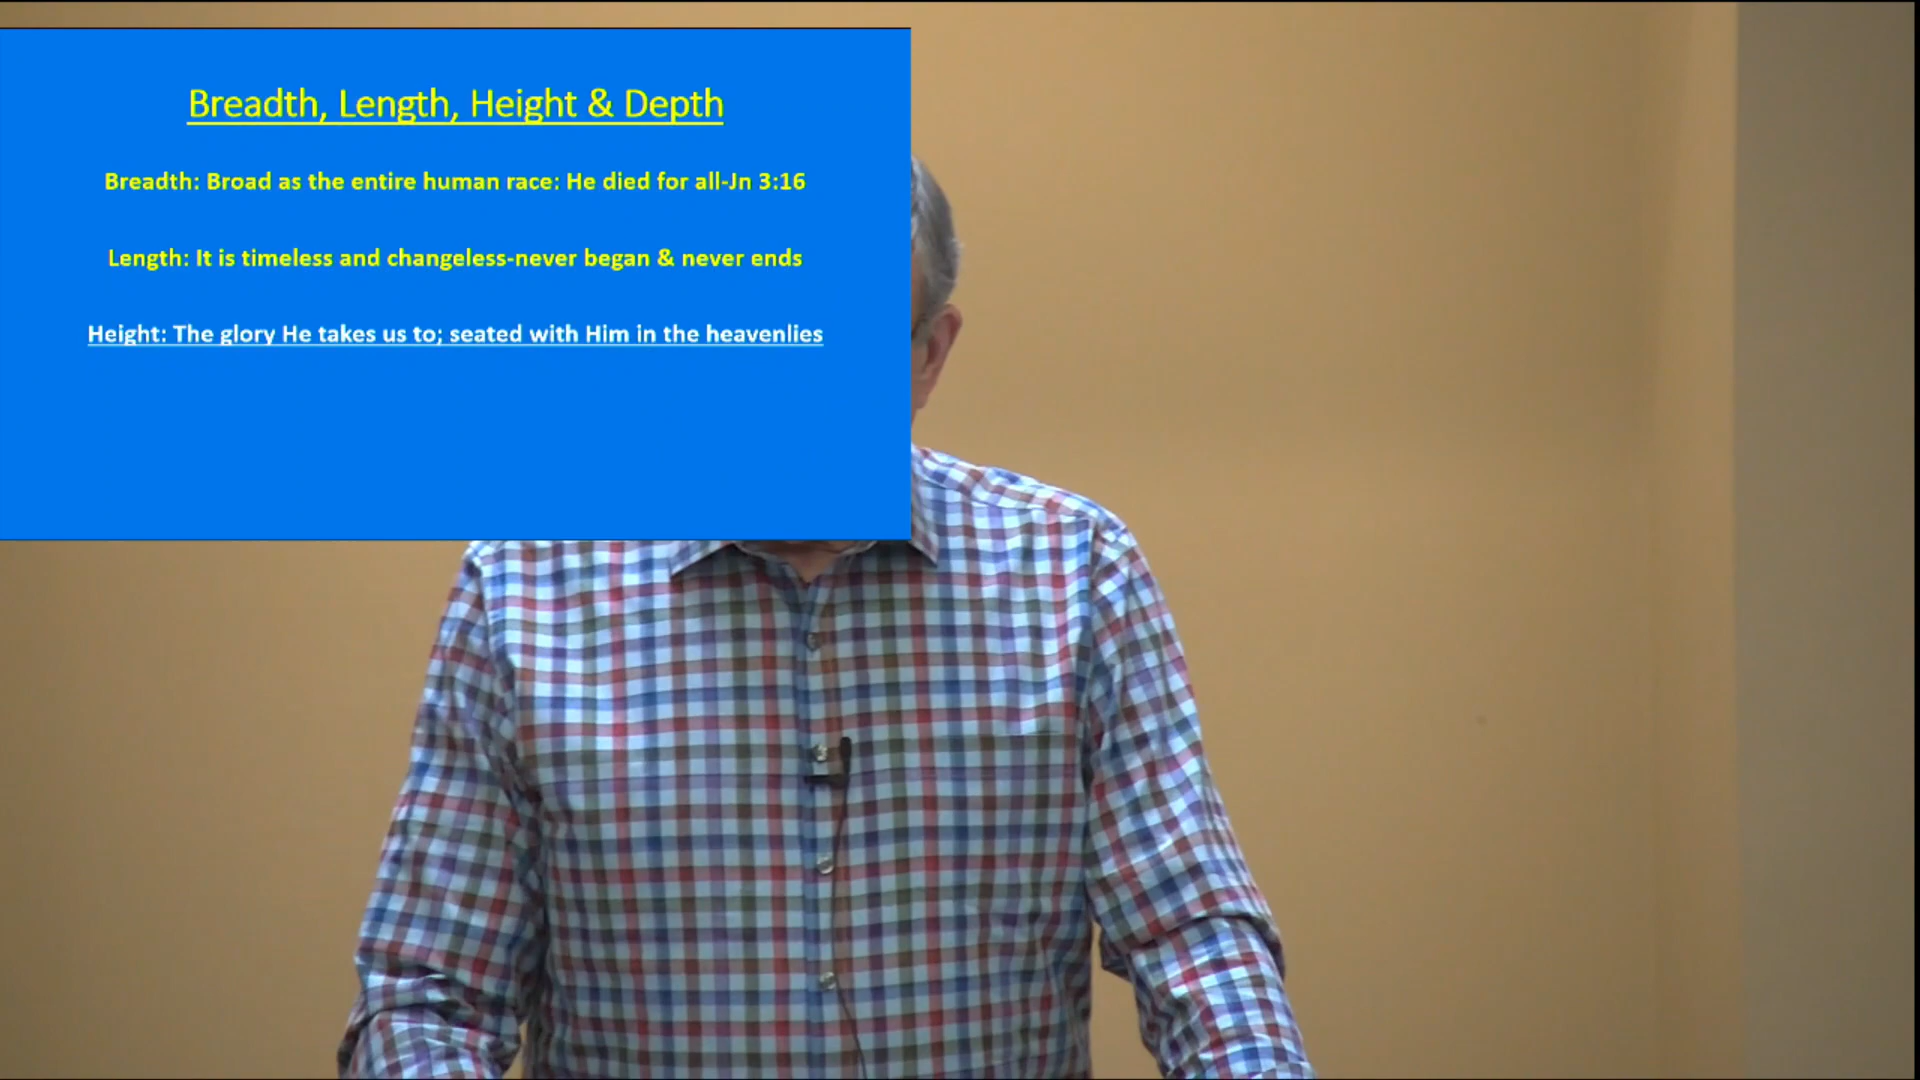 Breadth, Length, Height & Depth
Breadth: Broad as the entire human race: He died for all-Jn 3:16
Length: It is timeless and changeless-never began & never ends
Height: The glory He takes us to; seated with Him in the heavenlies